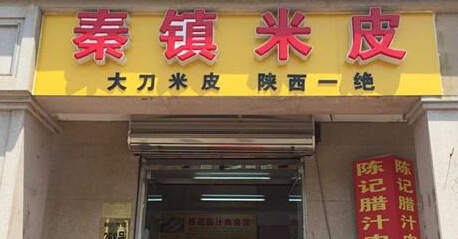 秦镇米皮
大刀米皮 陕西一绝
陈记腊汁
陈记腊汁皮